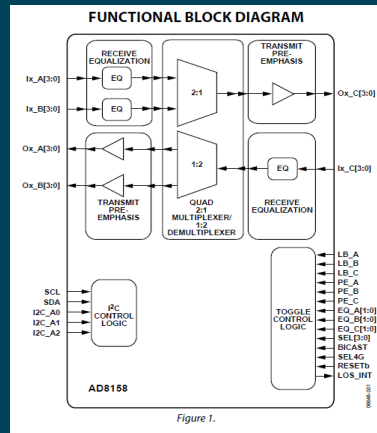 FUNCTIONAL BLOCK DIAGRAM
RECEIVE
EQUALIZATION
TRANSMIT
PRE-
EMPHASIS
Ix_A[3:0]
EQ
Ix_B[3:0]
EQ
2:1
Ox_C[3:0]
Ox_A[3:0]
Ox_B[3:0]
1:2
EQ
Ix_C[3:0]
TRANSMIT
PRE-
EMPHASIS
QUAD
2:1
MULTIPLEXER/
1:2
DEMULTIPLEXER
RECEIVE
EQUALIZATION
SCL
SDA
I2C_A0
I2C_A1
I2C_A2
I²C
CONTROL
LOGIC
TOGGLE
CONTROL
LOGIC
LB_A
LB_B
LB_C
PE_A
PE_B
PE_C
EQ_A[1:0]
EQ_B[1:0]
EQ_C[1:0]
SEL[3:0]
BICAST
SEL4G
RESETb
LOS_INT
AD8158
Figure 1.